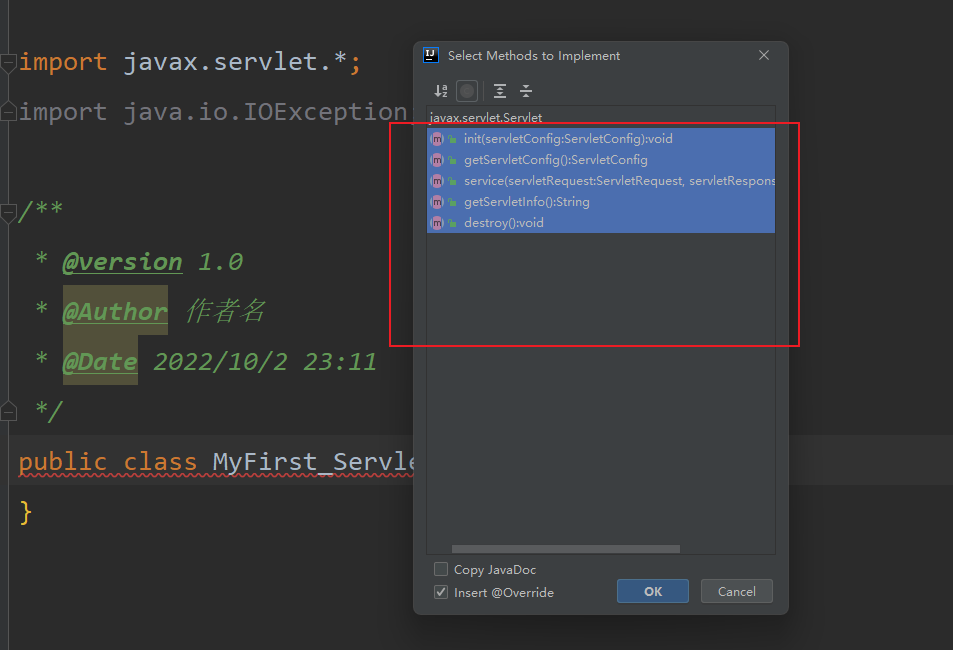 import javax.servlet.*;
import java.io.IOException
/**
* @version 1.0
* @Author 作者名
* @Date 2022/10/2 23:11
*/
public class MyFirst_Servle
}
IJ
Select Methods to Implement
javax.servlet.Servlet
m init(servletConfig:ServletConfig):void
m getServletConfig():ServletConfig
m service(servletRequest:ServletRequest, servletRespons
m getServletInfo():String
m destroy():void
Copy JavaDoc
Insert @Override
OK
Cancel